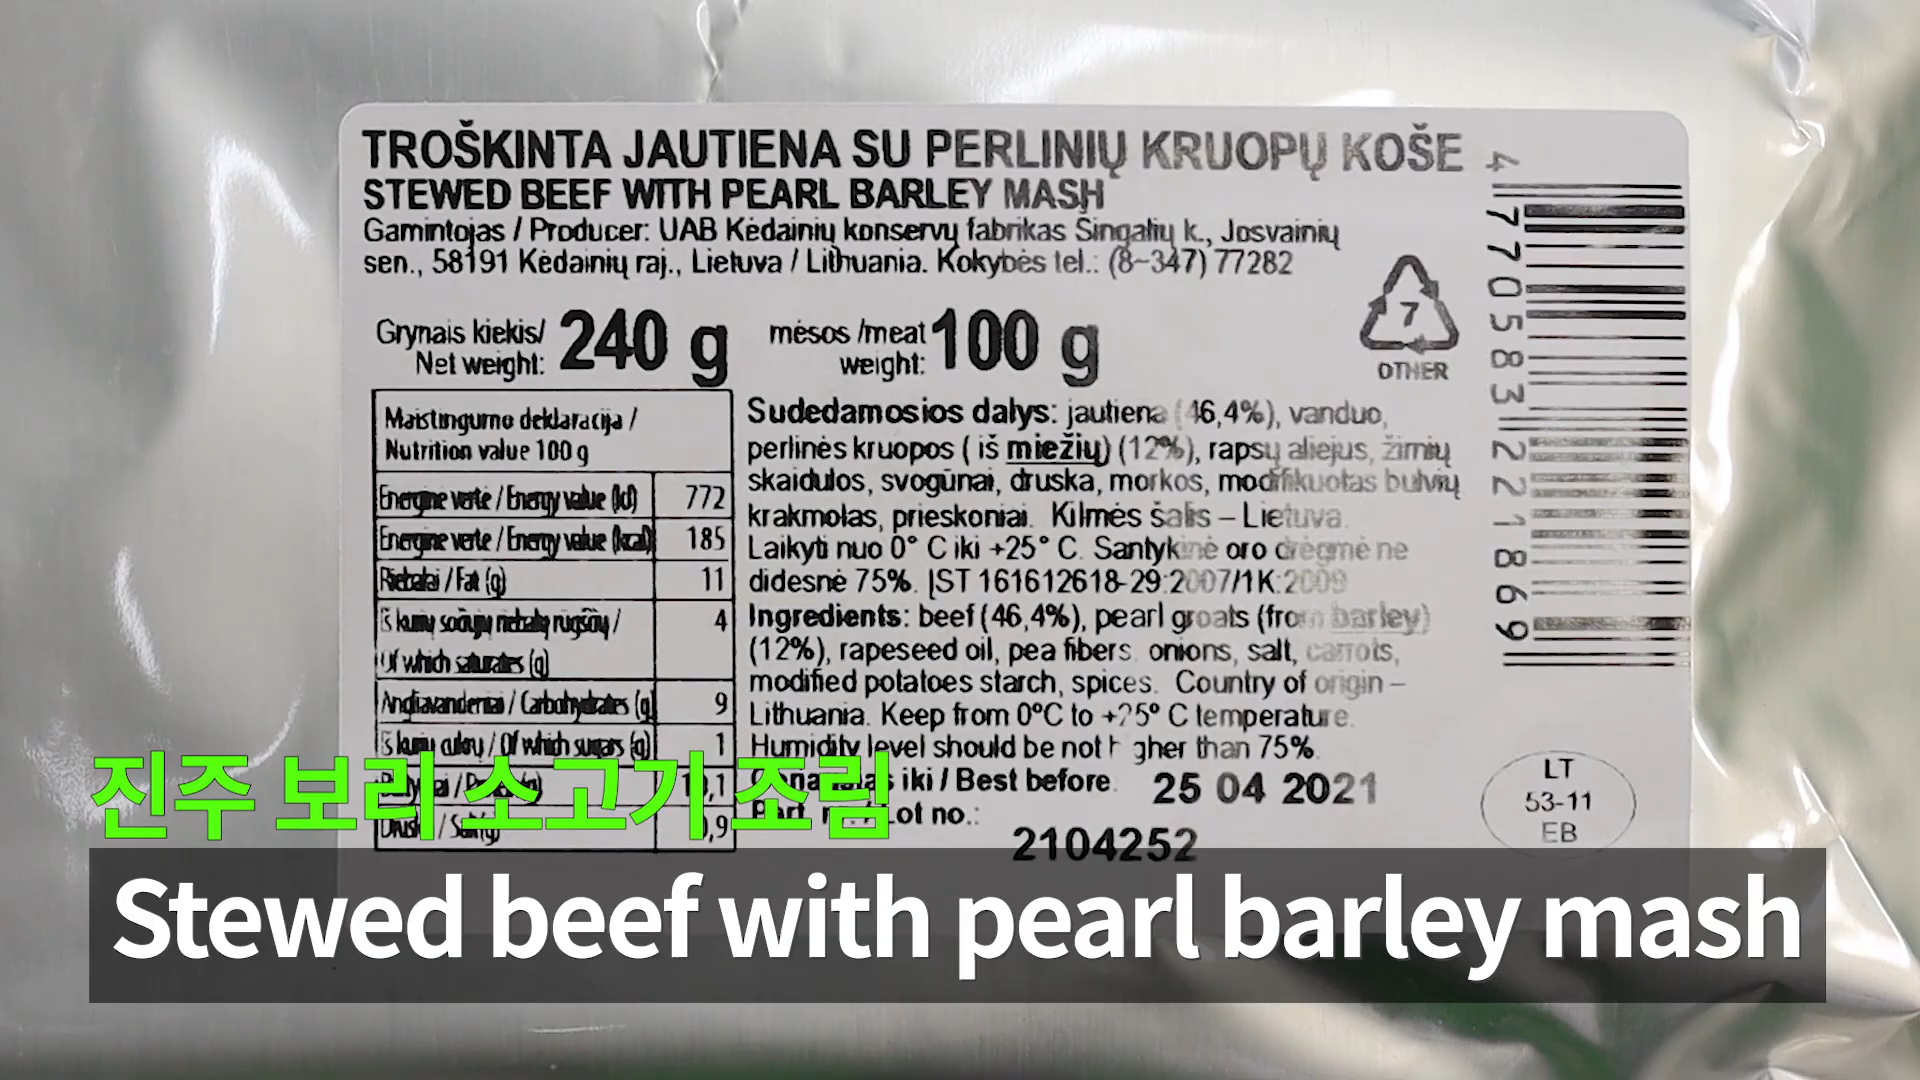 TROŠKINTA JAUTIENA SU PERLINIŲ KRUOPŲ KOŠE
STEWED BEEF WITH PEARL BARLEY MASH
Gamintojas / Producer: UAB Kėdainių konservų fabrikas Šingalių k., Josvainių
sen., 58191 Kėdainių raj., Lietuva / Lithuania. Kokybės tel.: (8-347) 77282
Grynais kiekis/
Net weight:
240 g
mėsos /meat
weight:
100 g
7
OTHER
4 770583 221869
Maistingumo deklaracija /
Nutrition value 100 g
Energinė vertė / Energy value (kJ) 772
Energinė vertė / Energy value (kcal) 185
Riebalai / Fat (g) 11
Iš kurių sočiųjų riebalų rūgščių / 4
Of which saturates (g)
Angliavandeniai / Carbohydrates (g) 9
Iš kurių cukrų / Of which sugars (g) 1
Sudedamosios dalys: jautiena (46,4%), vanduo,
perlinės kruopos ( iš miežių) (12%), rapsų aliejus, žirnių
skaidulos, svogūnai, druska, morkos, modifikuotas bulvių
krakmolas, prieskoniai. Kilmės šalis – Lietuva.
Laikyti nuo 0° C iki +25° C. Santykinė oro drėgmė ne
didesnė 75%. ĮST 161612618-29:2007/1K:2009
Ingredients: beef (46,4%), pearl groats (from barley)
(12%), rapeseed oil, pea fibers, onions, salt, carrots,
modified potatoes starch, spices. Country of origin –
Lithuania. Keep from 0°C to +25° C temperature.
Humidity level should be not higher than 75%.
iki / Best before: 25 04 2021
Lot no.:
2104252
LT
53-11
EB
진주 보리 소고기 조림
Stewed beef with pearl barley mash